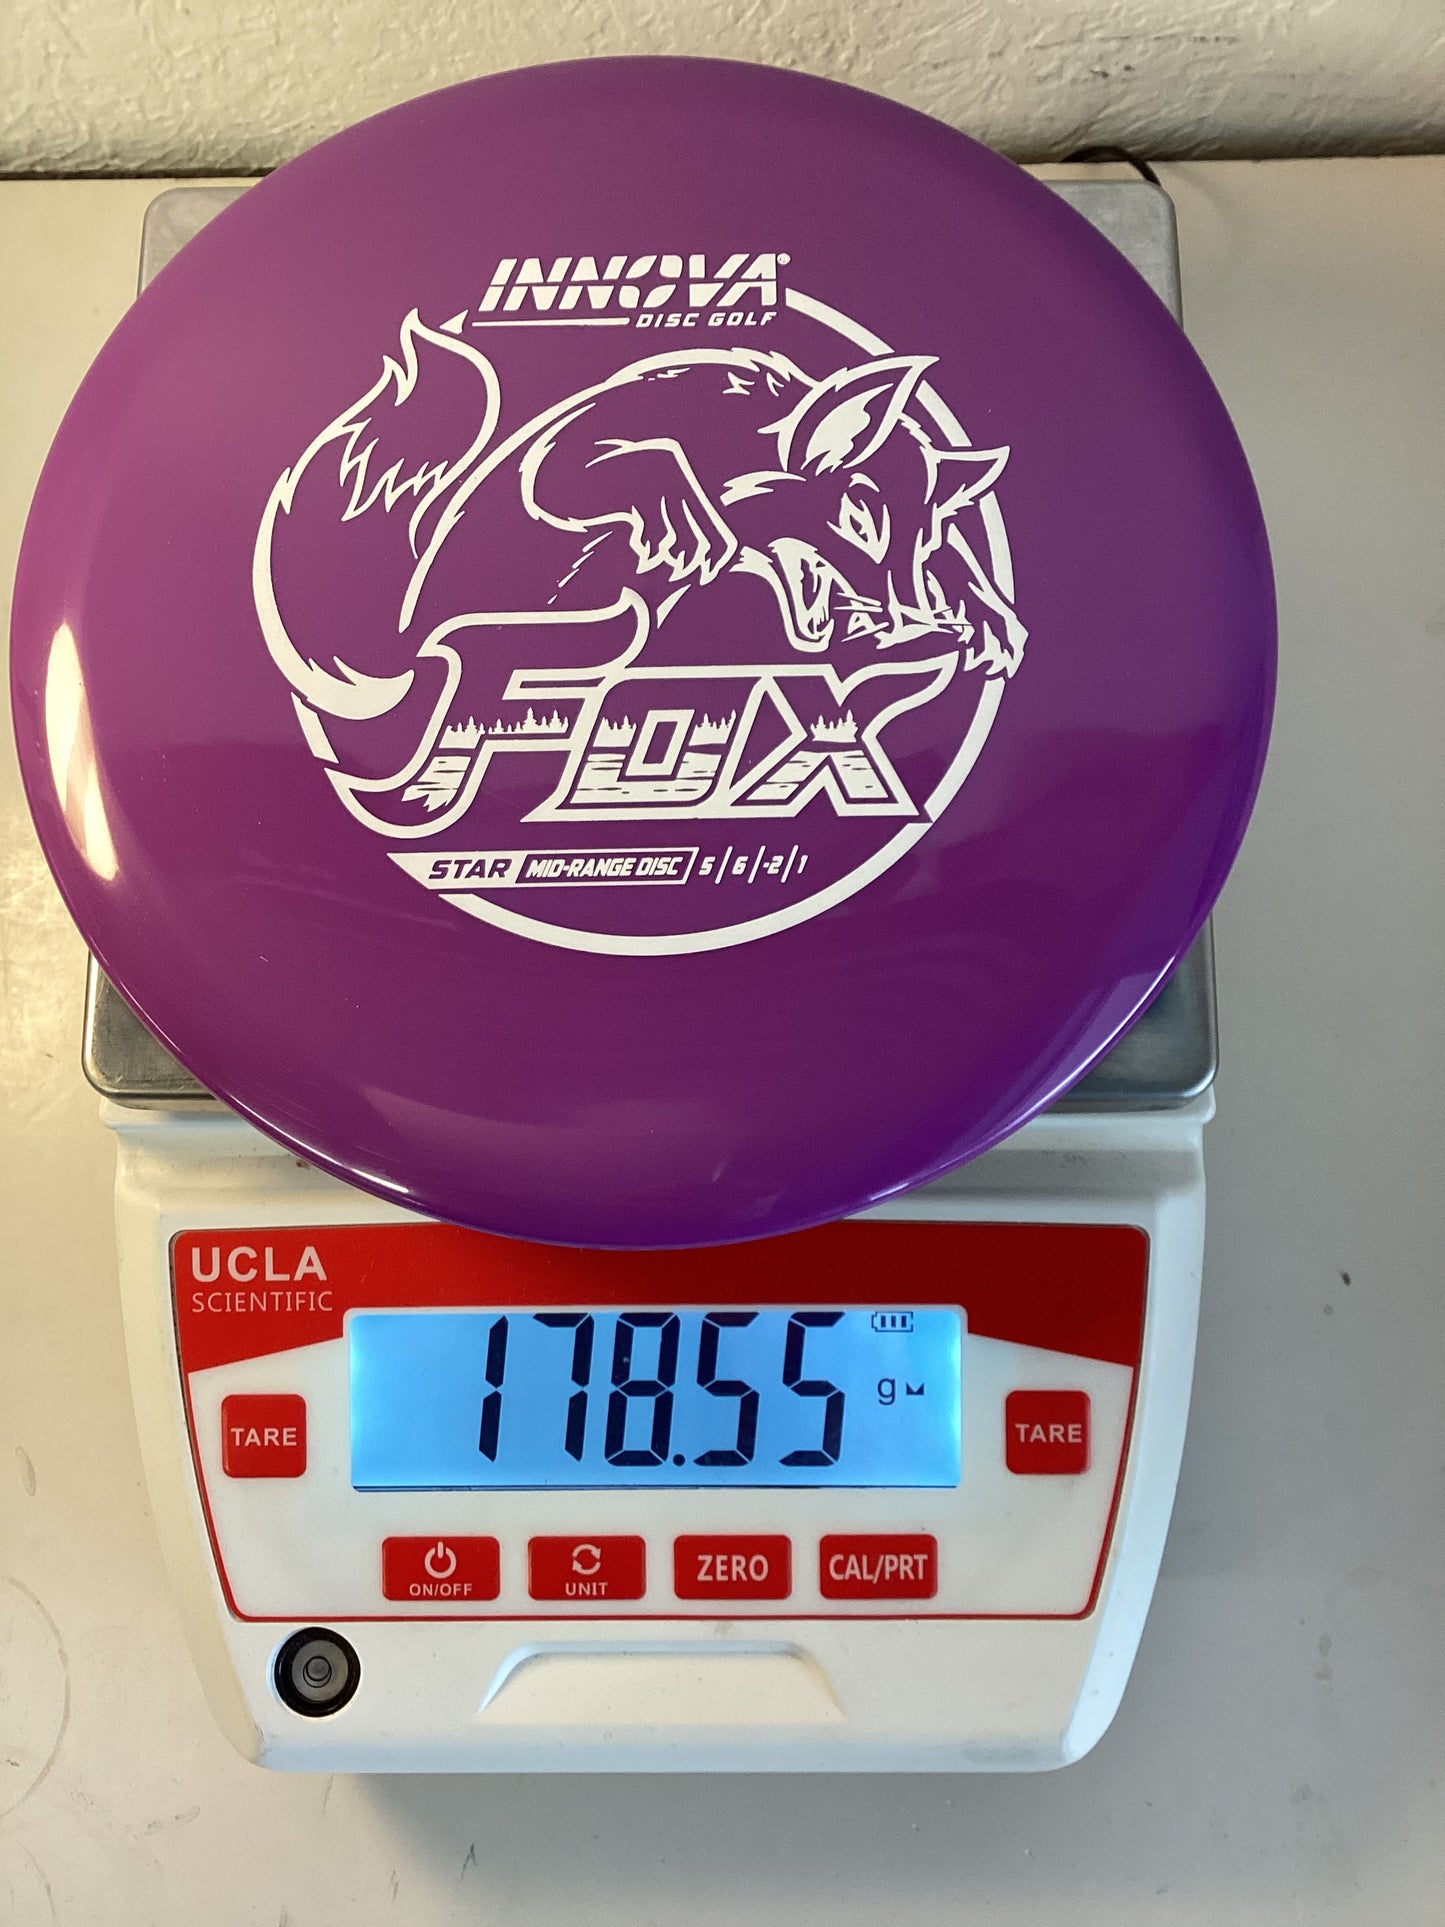 INNOVA®
DISC GOLF
FOX
STAR MID-RANGE DISC 5 | 6 | -2 | 1
UCLA
SCIENTIFIC
178.55 g
TARE TARE
ON/OFF UNIT ZERO CAL/PRT